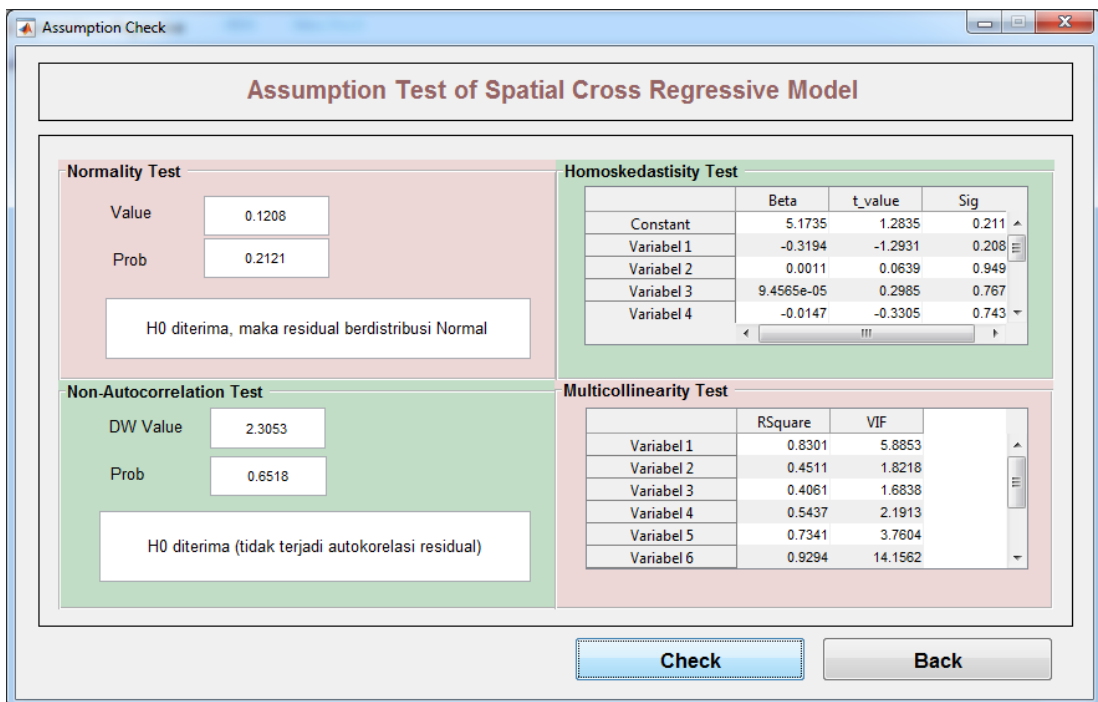 Assumption Check
Assumption Test of Spatial Cross Regressive Model
Normality Test
Value 0.1208
Prob 0.2121
H0 diterima, maka residual berdistribusi Normal
Homoskedastisity Test
Beta t_value Sig
Constant 5.1735 1.2835 0.211
Variabel 1 -0.3194 -1.2931 0.208
Variabel 2 0.0011 0.0639 0.949
Variabel 3 9.4565e-05 0.2985 0.767
Variabel 4 -0.0147 -0.3305 0.743
Non-Autocorrelation Test
DW Value 2.3053
Prob 0.6518
H0 diterima (tidak terjadi autokorelasi residual)
Multicollinearity Test
RSquare VIF
Variabel 1 0.8301 5.8853
Variabel 2 0.4511 1.8218
Variabel 3 0.4061 1.6838
Variabel 4 0.5437 2.1913
Variabel 5 0.7341 3.7604
Variabel 6 0.9294 14.1562
Check Back